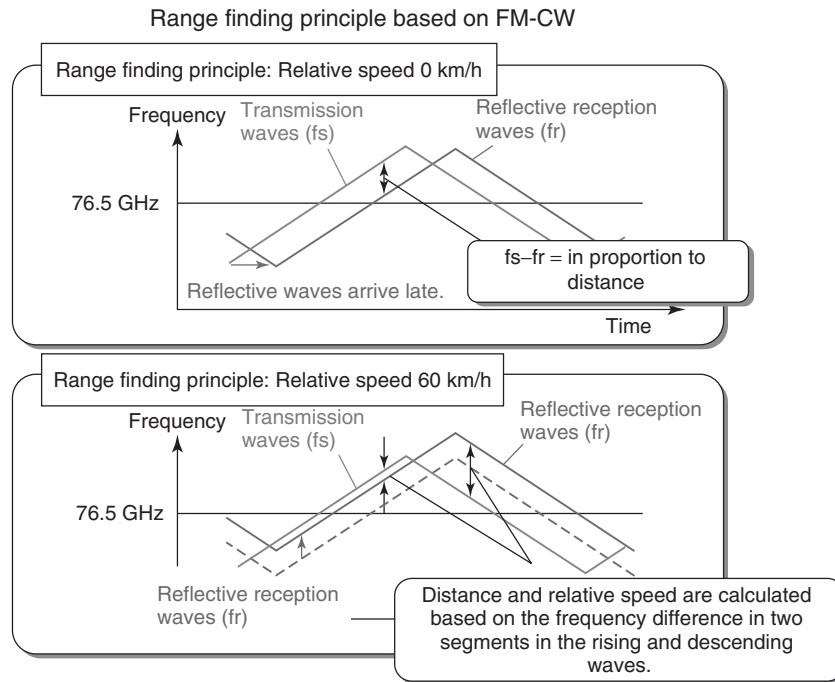 Range finding principle based on FM-CW
Range finding principle: Relative speed 0 km/h
Frequency
Transmission
waves (fs)
Reflective reception
waves (fr)
76.5 GHz
fs–fr = in proportion to
distance
Reflective waves arrive late.
Time
Range finding principle: Relative speed 60 km/h
Frequency
Transmission
waves (fs)
Reflective reception
waves (fr)
76.5 GHz
Reflective reception
waves (fr)
Distance and relative speed are calculated
based on the frequency difference in two
segments in the rising and descending
waves.